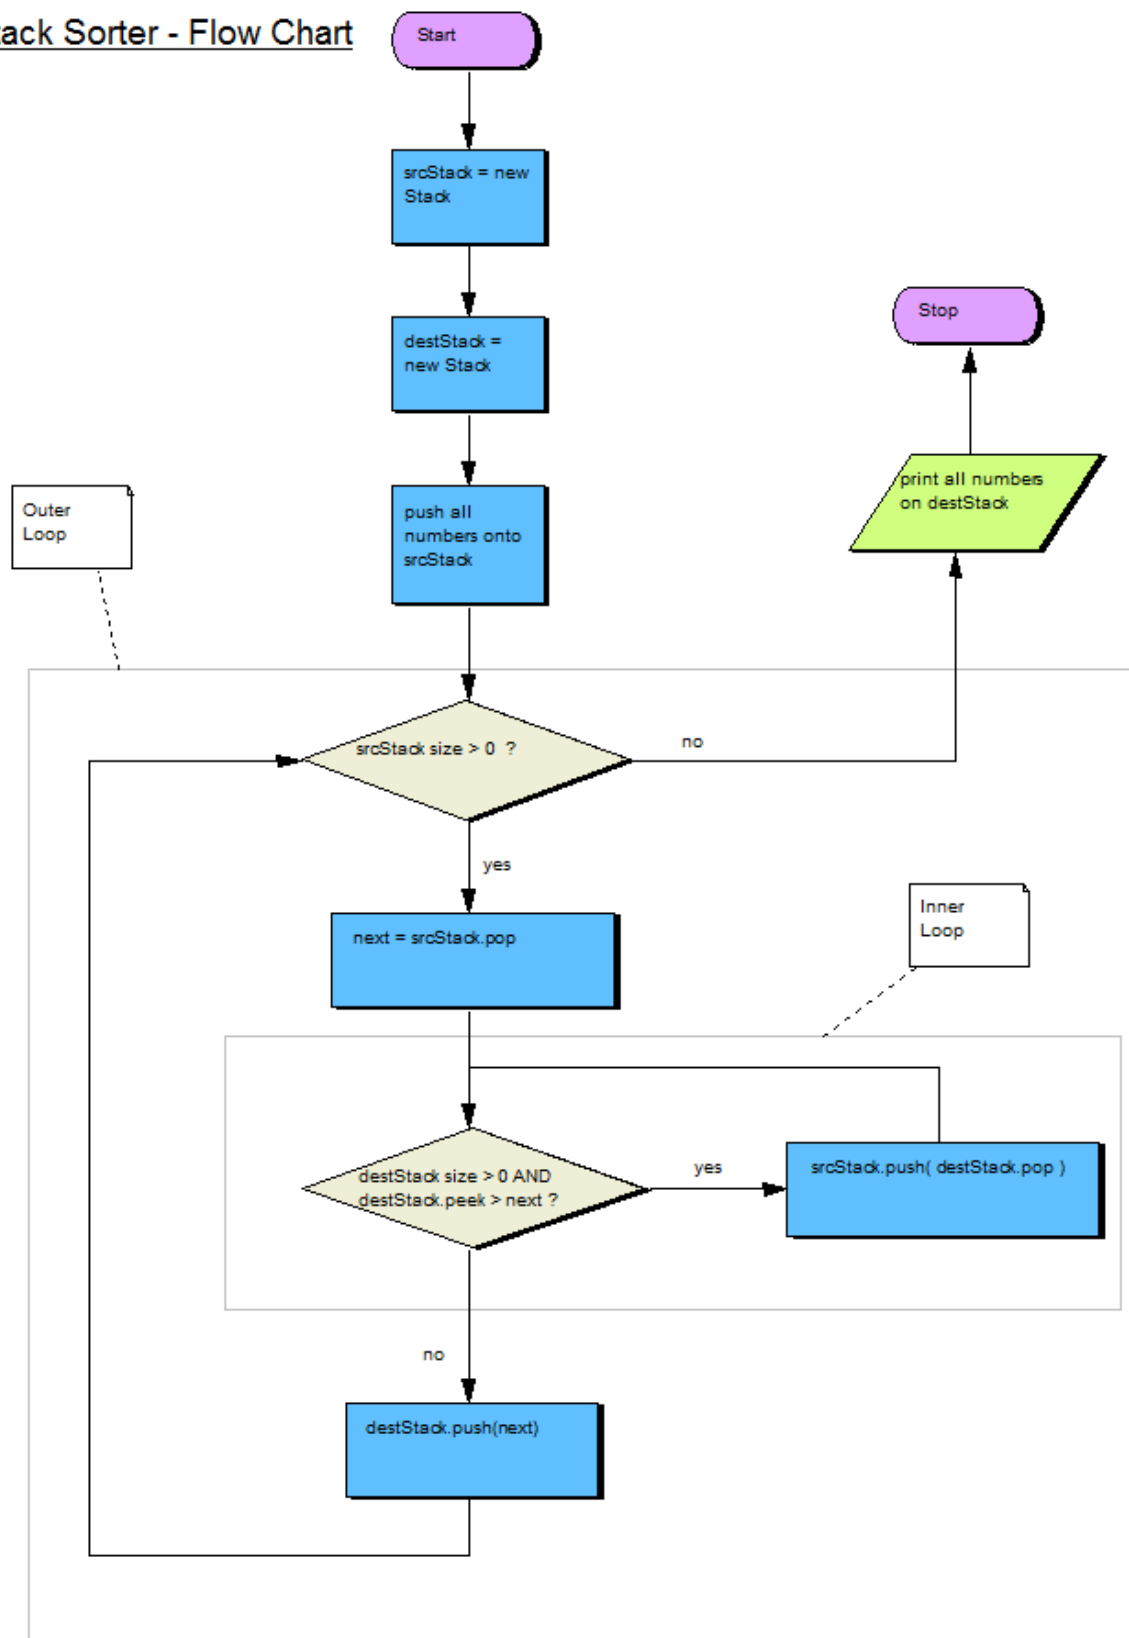 tack Sorter - Flow Chart
Start
srcStack = new
Stack
destStack =
new Stack
Stop
push all
numbers onto
srcStack
print all numbers
on destStack
Outer
Loop
srcStack size > 0 ?
no
yes
next = srcStack.pop
Inner
Loop
destStack size > 0 AND
destStack.peek > next ?
yes
srcStack.push( destStack.pop )
no
destStack.push(next)